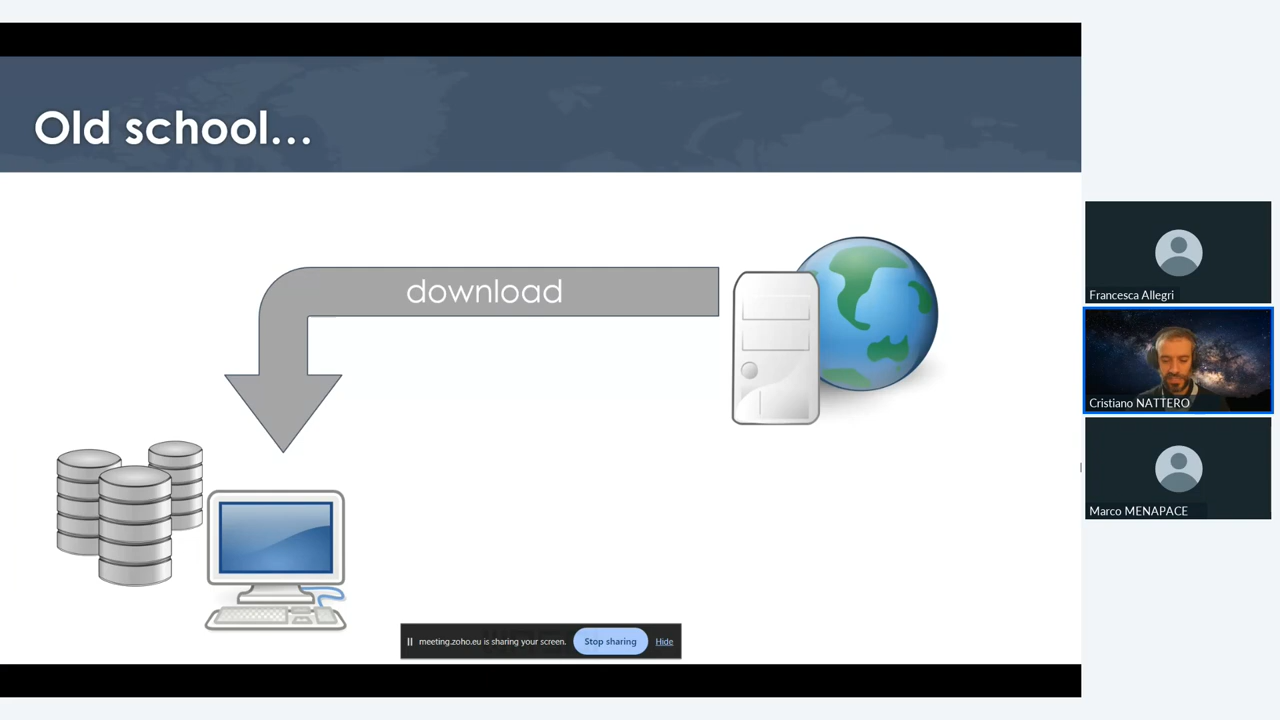 Old school...
download
Francesca Allegri
Cristiano NATTERO
Marco MENAPACE
meeting.zoho.eu is sharing your screen. Stop sharing Hide